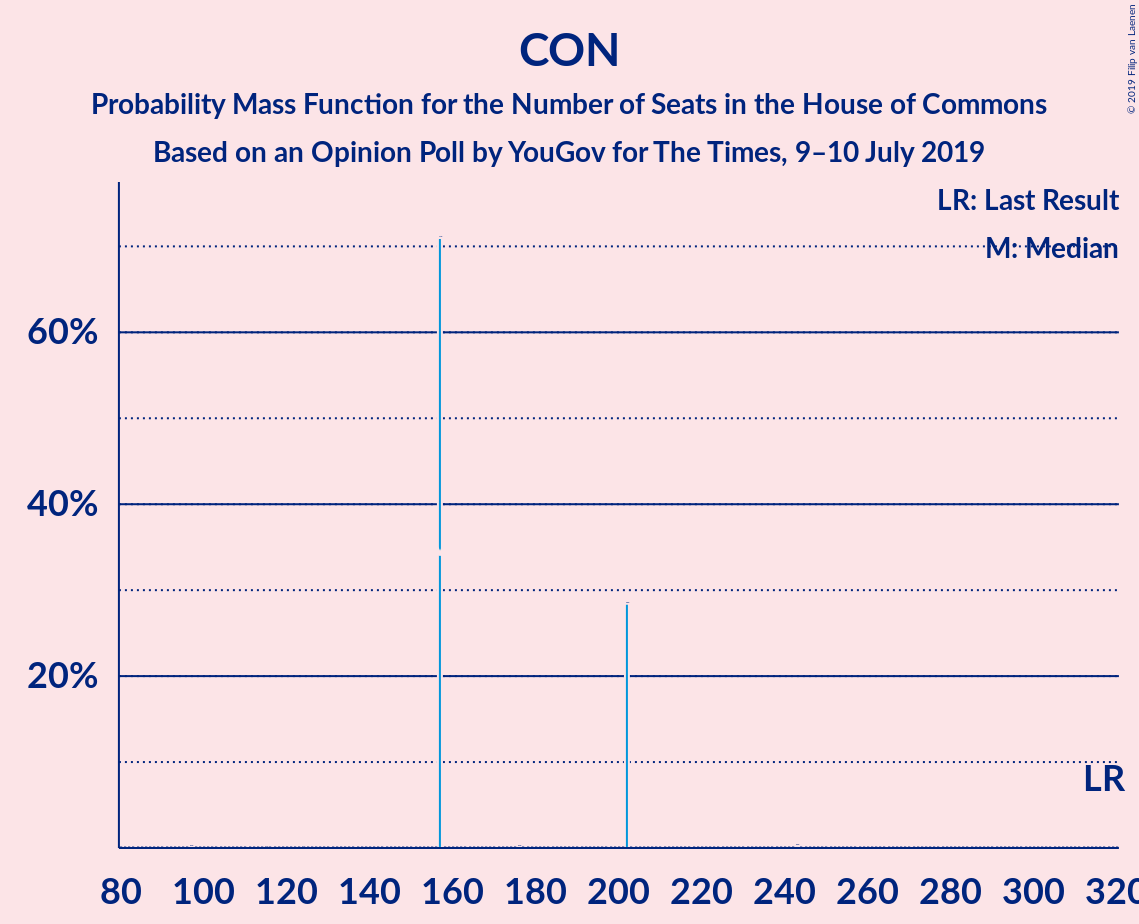 CON
Probability Mass Function for the Number of Seats in the House of Commons
Based on an Opinion Poll by YouGov for The Times, 9–10 July 2019
© 2019 Filip van Laenen
LR: Last Result
M: Median
60%
40%
20%
LR
80 100 120 140 160 180 200 220 240 260 280 300 320